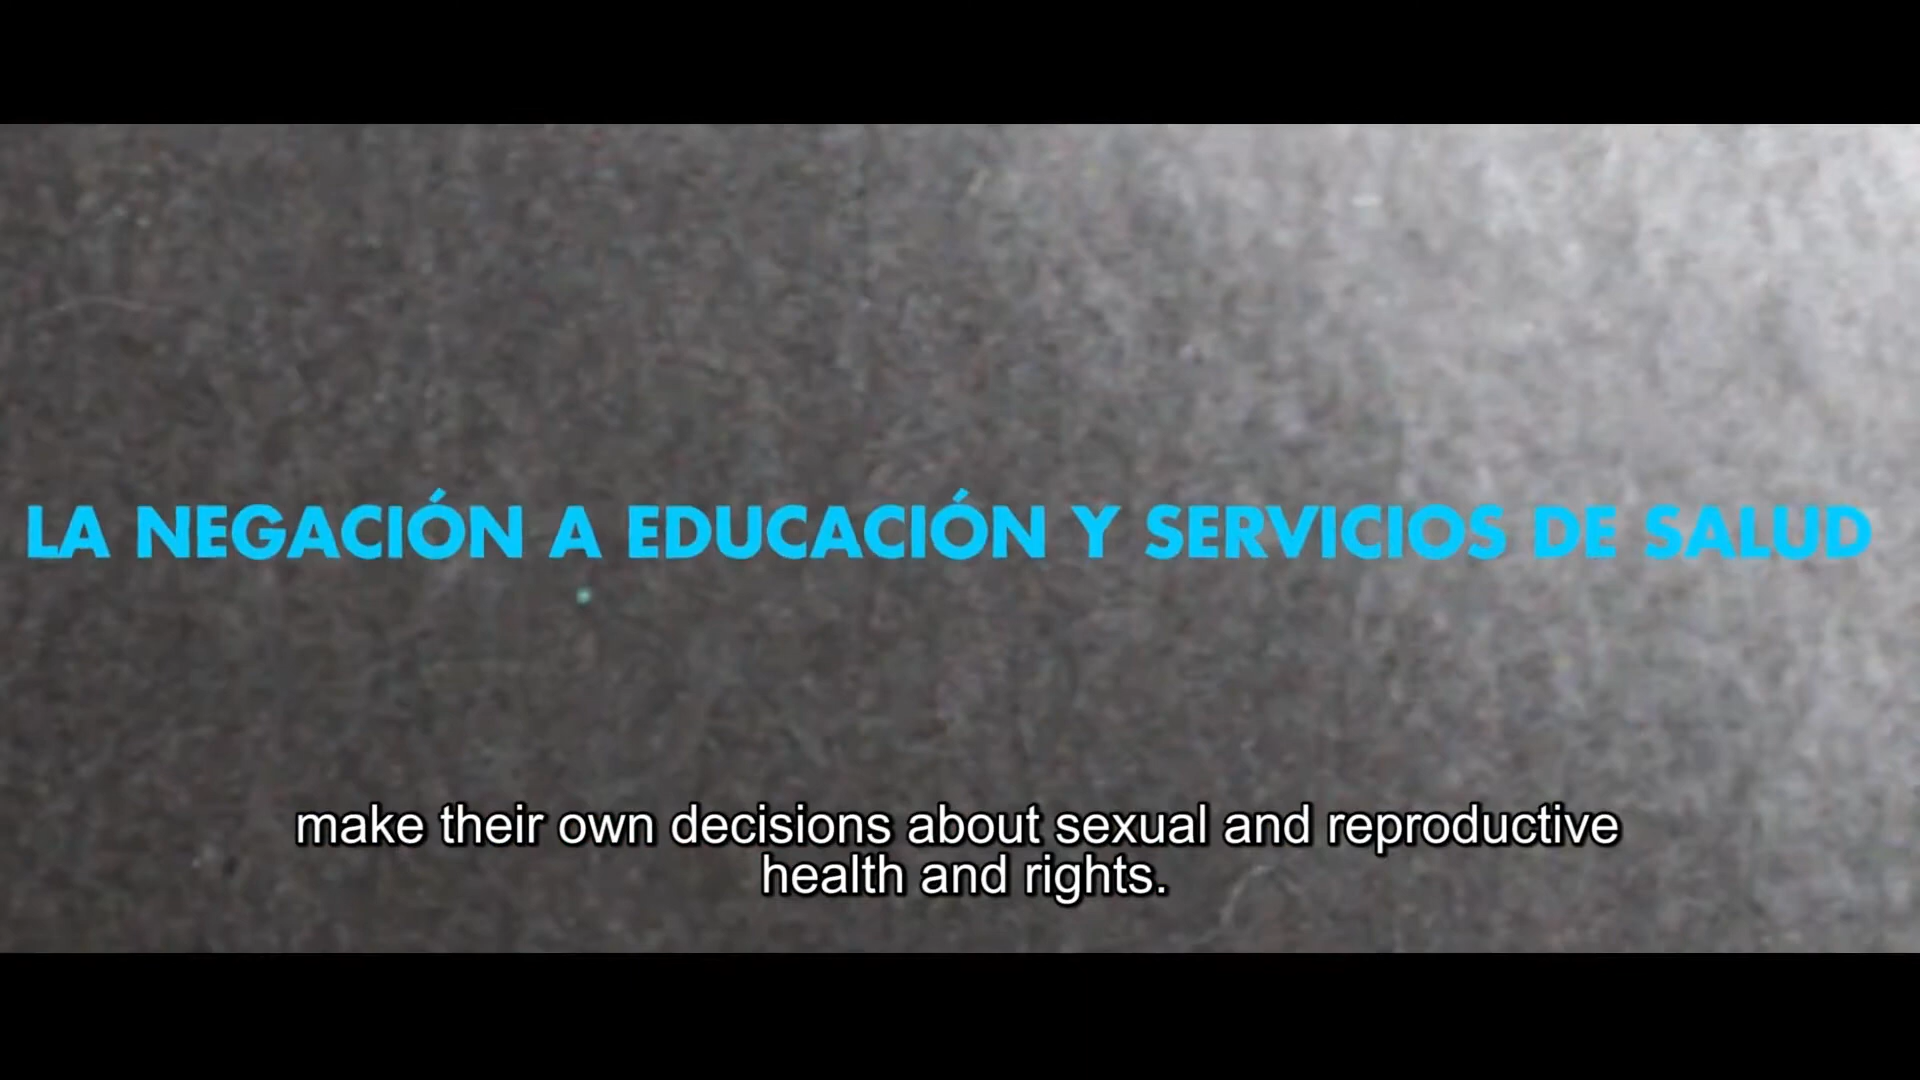 LA NEGACIÓN A EDUCACIÓN Y SERVICIOS DE SALUD
make their own decisions about sexual and reproductive
health and rights.